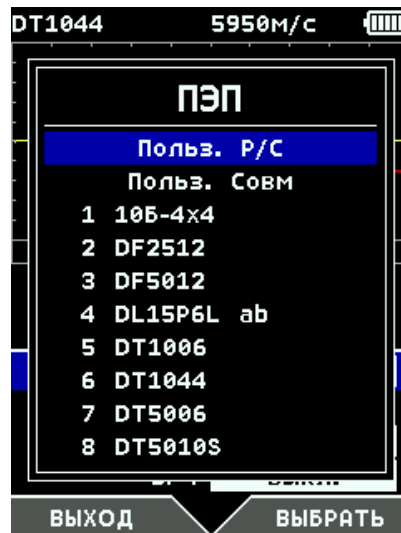 DT1044 5950м/с
ПЭП
Польз. Р/С
Польз. Совм
1 10Б-4х4
2 DF2512
3 DF5012
4 DL15P6L ab
5 DT1006
6 DT1044
7 DT5006
8 DT5010S
ВЫХОД ВЫБРАТЬ